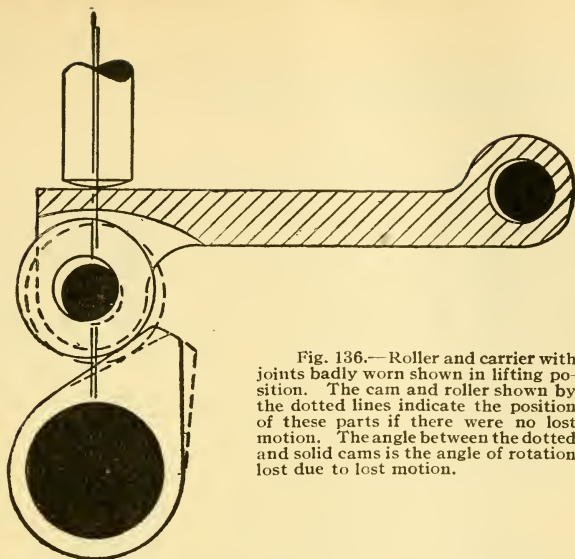 Fig. 136.—Roller and carrier with
joints badly worn shown in lifting po-
sition. The cam and roller shown by
the dotted lines indicate the position
of these parts if there were no lost
motion. The angle between the dotted
and solid cams is the angle of rotation
lost due to lost motion.